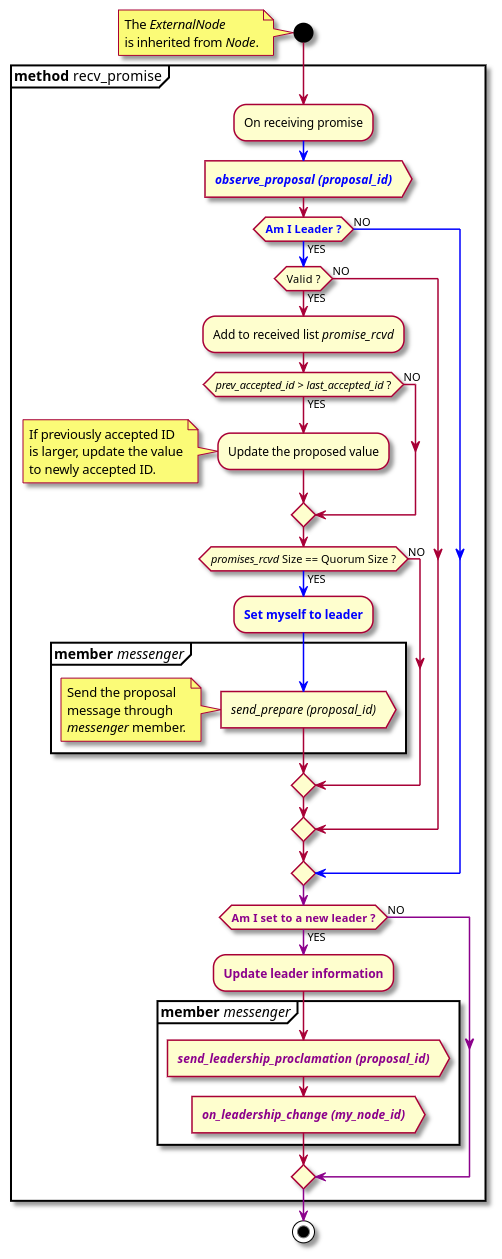 The ExternalNode
is inherited from Node.
method recv_promise
On receiving promise
observe_proposal (proposal_id)
Am I Leader ?
NO
YES
Valid ?
NO
YES
Add to received list promise_rcvd
prev_accepted_id > last_accepted_id ?
NO
YES
If previously accepted ID
is larger, update the value
to newly accepted ID.
Update the proposed value
promises_rcvd Size == Quorum Size ?
NO
YES
Set myself to leader
member messenger
Send the proposal
message through
messenger member.
send_prepare (proposal_id)
Am I set to a new leader ?
NO
YES
Update leader information
member messenger
send_leadership_proclamation (proposal_id)
on_leadership_change (my_node_id)